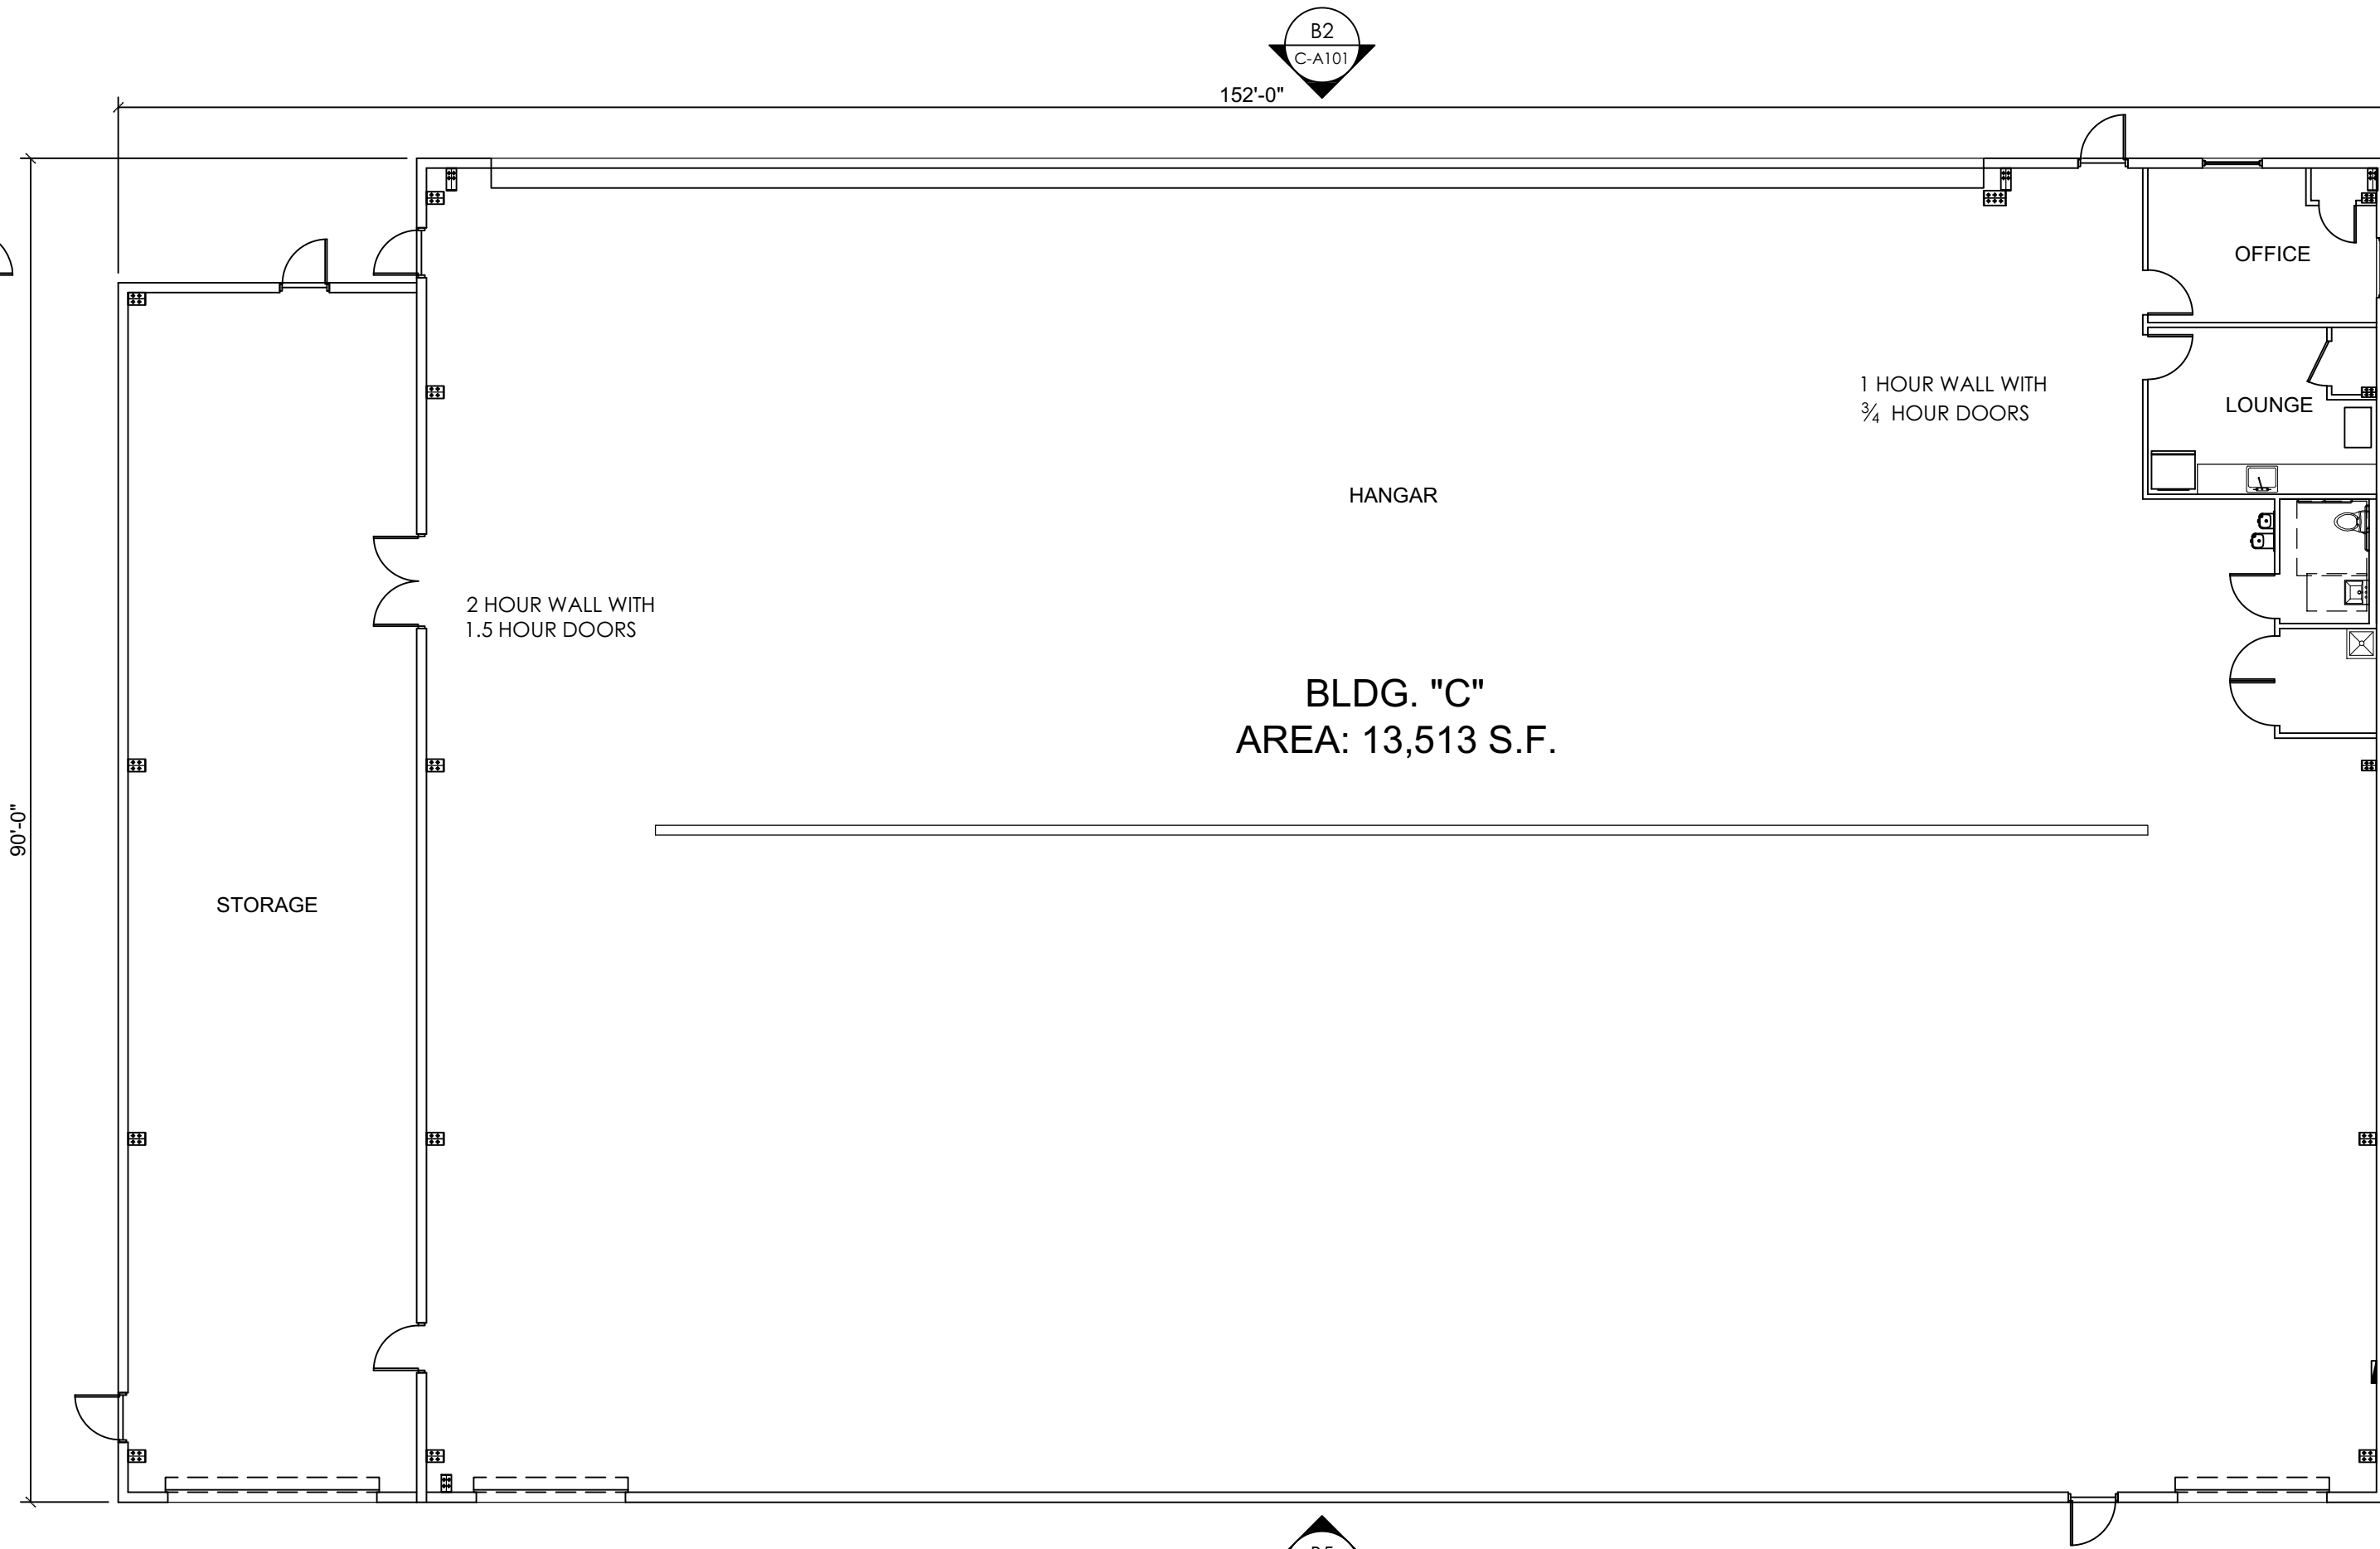 B2
C-A101
152'-0"
OFFICE
1 HOUR WALL WITH
¾ HOUR DOORS
LOUNGE
HANGAR
2 HOUR WALL WITH
1.5 HOUR DOORS
BLDG. "C"
AREA: 13,513 S.F.
90'-0"
STORAGE